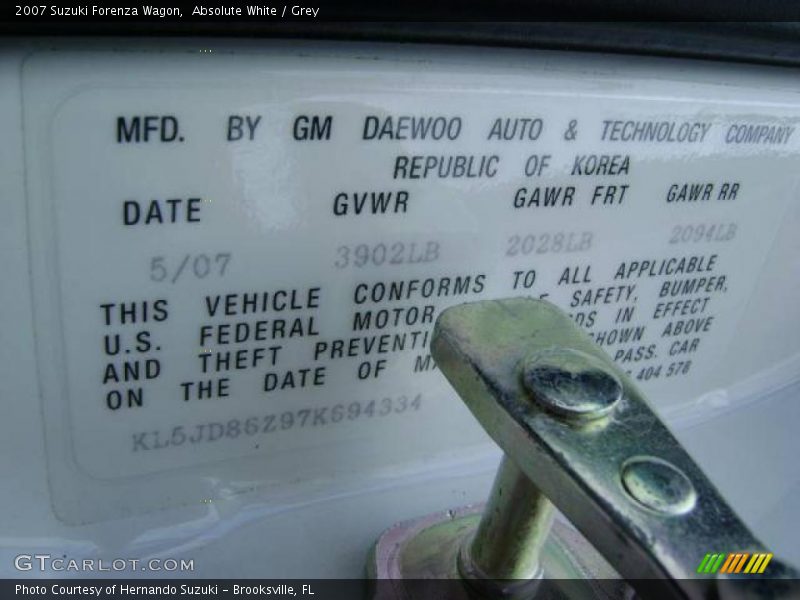 2007 Suzuki Forenza Wagon, Absolute White / Grey
MFD. BY GM DAEWOO AUTO & TECHNOLOGY COMPANY
REPUBLIC OF KOREA
DATE GVWR GAWR FRT GAWR RR
5/07 3902LB 2028LB 2094LB
THIS VEHICLE CONFORMS TO ALL APPLICABLE
U.S. FEDERAL MOTOR SAFETY, BUMPER,
AND THEFT PREVENTI DS IN EFFECT
ON THE DATE OF MA HOWN ABOVE
PASS. CAR
404 578
KL5JD86Z97K694334
GTCARLOT.COM
Photo Courtesy of Hernando Suzuki – Brooksville, FL